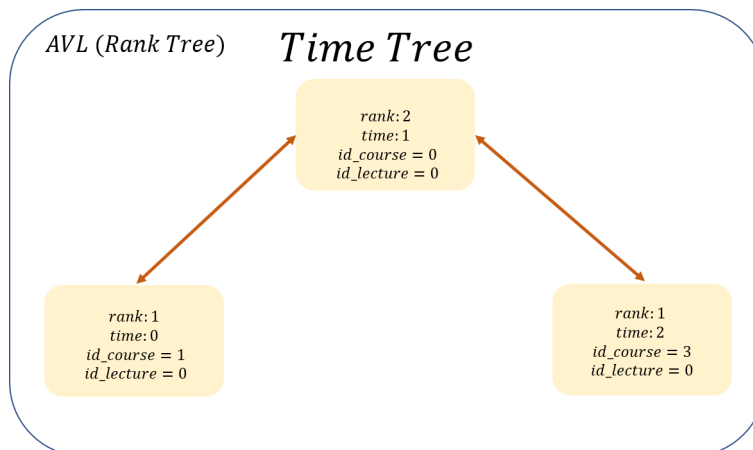 AVL (Rank Tree)
Time Tree
rank: 2
time: 1
id_course = 0
id_lecture = 0
rank: 1
time: 0
id_course = 1
id_lecture = 0
rank: 1
time: 2
id_course = 3
id_lecture = 0